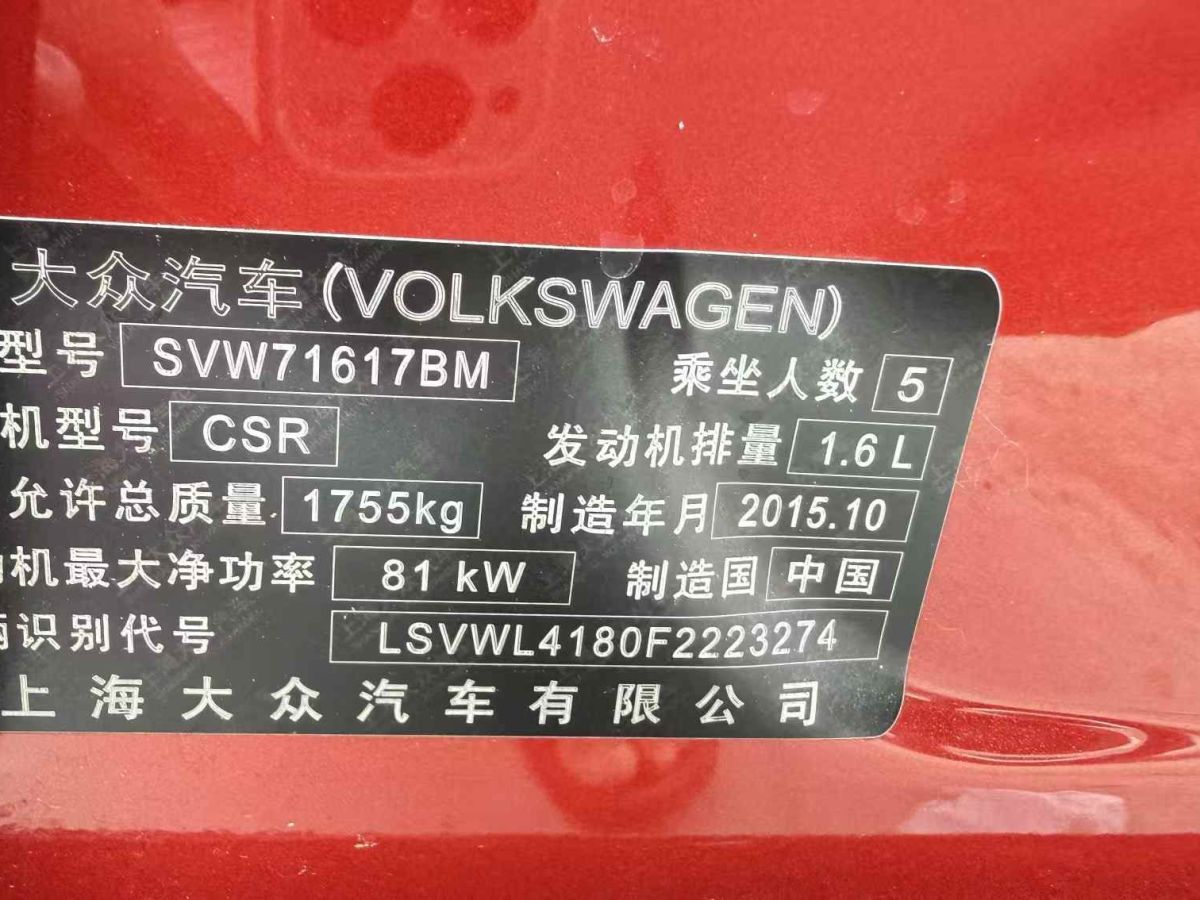 大众汽车(VOLKSWAGEN)
型号 SVW71617BM 乘坐人数 5
机型号 CSR 发动机排量 1.6 L
允许总质量 1755kg 制造年月 2015.10
机最大净功率 81 kW 制造国 中国
识别代号 LSVWL4180F2223274
上海大众汽车有限公司